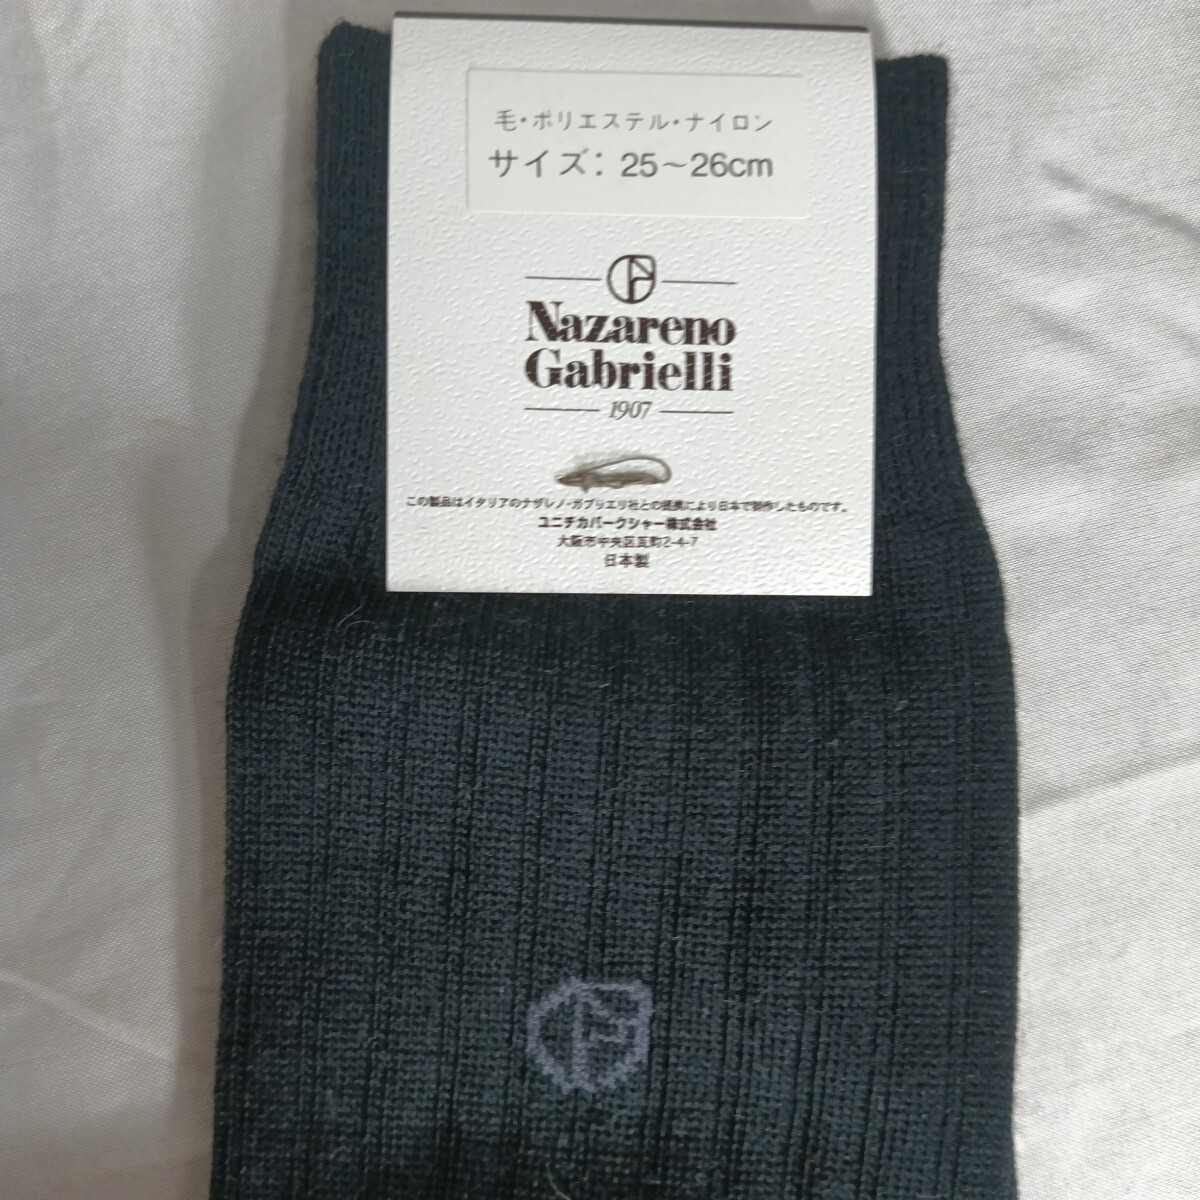 毛・ポリエステル・ナイロン
サイズ: 25～26cm
Nazareno
Gabrielli
1907
この製品はイタリアのナザレノ・ガブリエリ社との提携により日本で制作したものです。
ユニチカバークシャー株式会社
大阪市中央区瓦町2-4-7
日本製